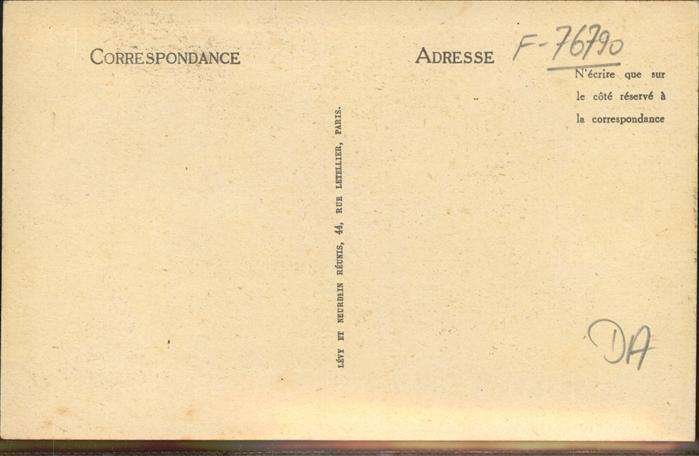 CORRESPONDANCE
ADRESSE
F-76790
N'écrire que sur
le côté réservé à
la correspondance
LÉVY ET NEURDEIN RÉUNIS, 44, RUE LETELLIER, PARIS.
DA